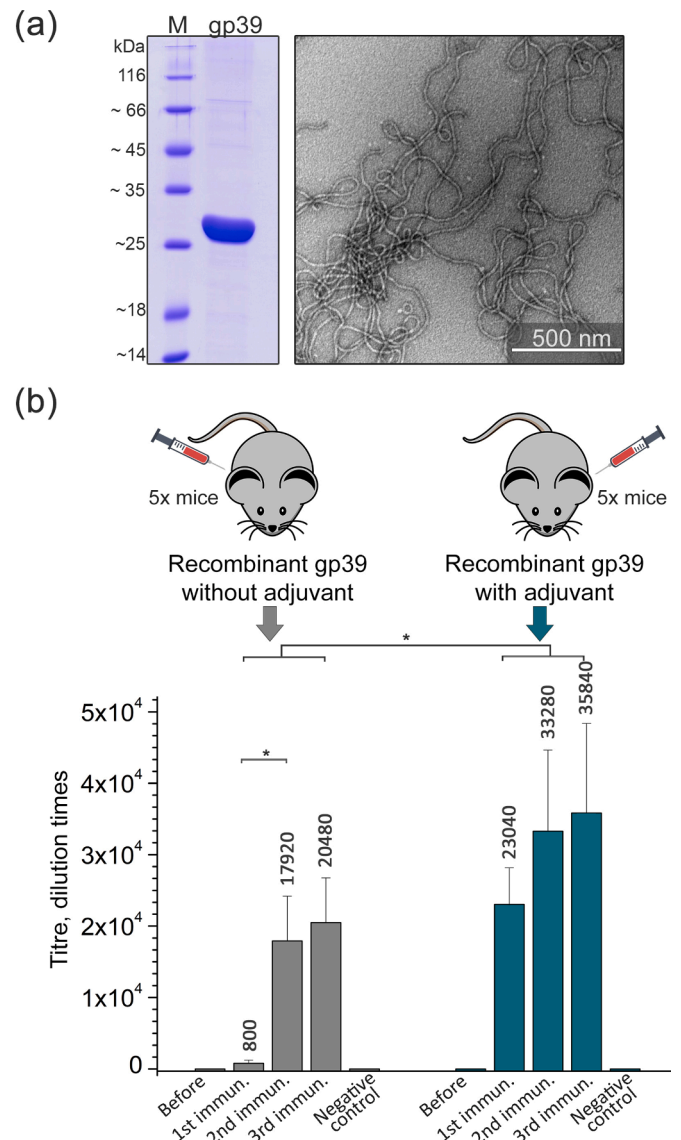 (a)
M gp39
kDa
116
~ 66
~ 45
~ 35
~25
~18
~14
500 nm
(b)
5x mice
5x mice
Recombinant gp39
without adjuvant
Recombinant gp39
with adjuvant
*
*
Titre, dilution times
5x10⁴
4x10⁴
3x10⁴
2x10⁴
1x10⁴
0
800
17920
20480
23040
33280
35840
Before
1st immun.
2nd immun.
3rd immun.
Negative
control
Before
1st immun.
2nd immun.
3rd immun.
Negative
control